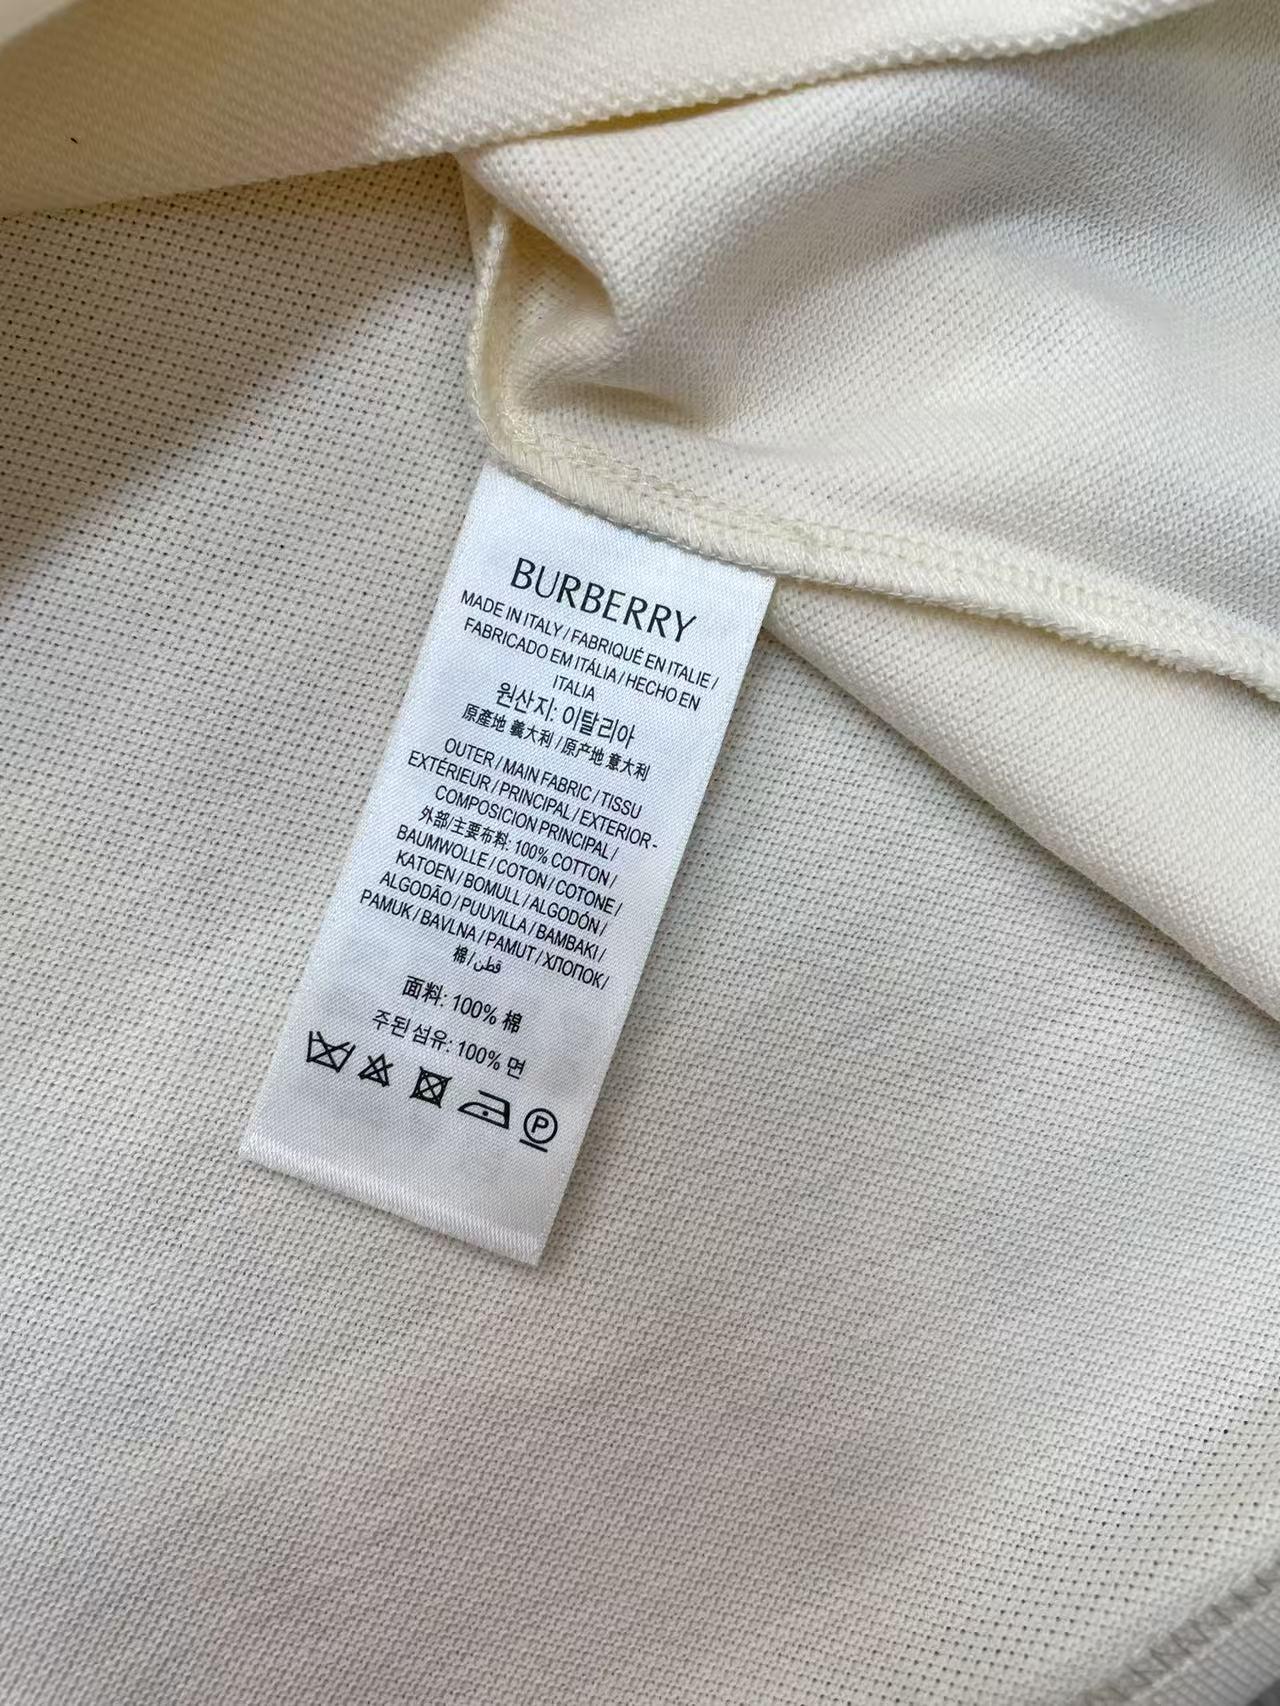 BURBERRY
MADE IN ITALY / FABRIQUÉ EN ITALIE /
FABRICADO EM ITÁLIA / HECHO EN
ITALIA
원산지: 이탈리아
原產地 義大利 / 原产地 意大利
OUTER / MAIN FABRIC / TISSU
EXTÉRIEUR / PRINCIPAL / EXTERIOR -
COMPOSICION PRINCIPAL /
外部/主要布料: 100% COTTON /
BAUMWOLLE / COTON / COTONE /
KATOEN / BOMULL / ALGODÓN /
ALGODÃO / PUUVILLA / BAMBAKI /
PAMUK / BAVLNA / PAMUT / ХЛОПОК /
棉 / قطن
面料: 100% 棉
주된 섬유: 100% 면
P